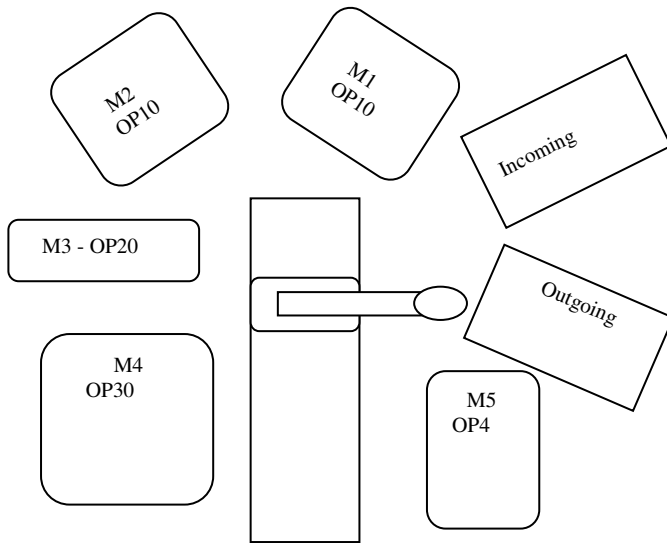 M2
OP10
M1
OP10
Incoming
M3 - OP20
Outgoing
M4
OP30
M5
OP4